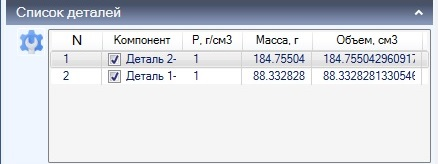 Список деталей
N Компонент P, г/см3 Масса, г Объем, см3
1 Деталь 2- 1 184.75504 184.755042960917
2 Деталь 1- 1 88.332828 88.3328281330546